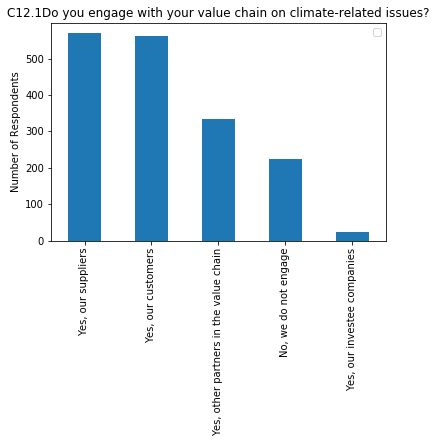 C12.1Do you engage with your value chain on climate-related issues?
Number of Respondents
500
400
300
200
100
0
Yes, our suppliers
Yes, our customers
Yes, other partners in the value chain
No, we do not engage
Yes, our investee companies